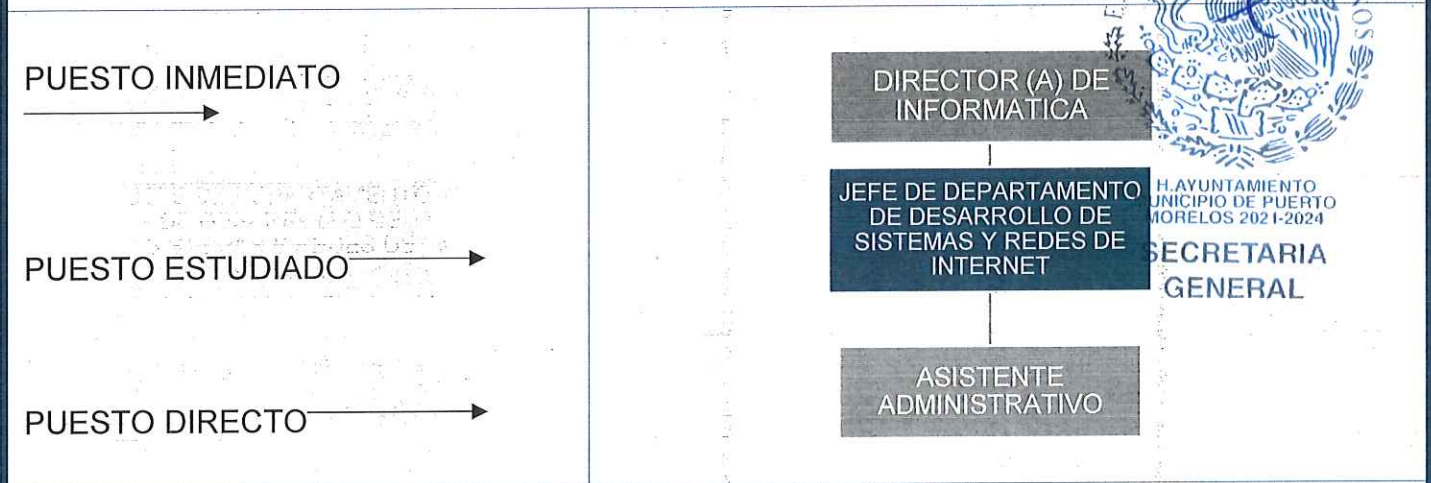 PUESTO INMEDIATO
DIRECTOR (A) DE
INFORMATICA
PUESTO ESTUDIADO
JEFE DE DEPARTAMENTO
DE DESARROLLO DE
SISTEMAS Y REDES DE
INTERNET
H.AYUNTAMIENTO
UNICIPIO DE PUERTO
MORELOS 2021-2024
SECRETARIA
GENERAL
PUESTO DIRECTO
ASISTENTE
ADMINISTRATIVO